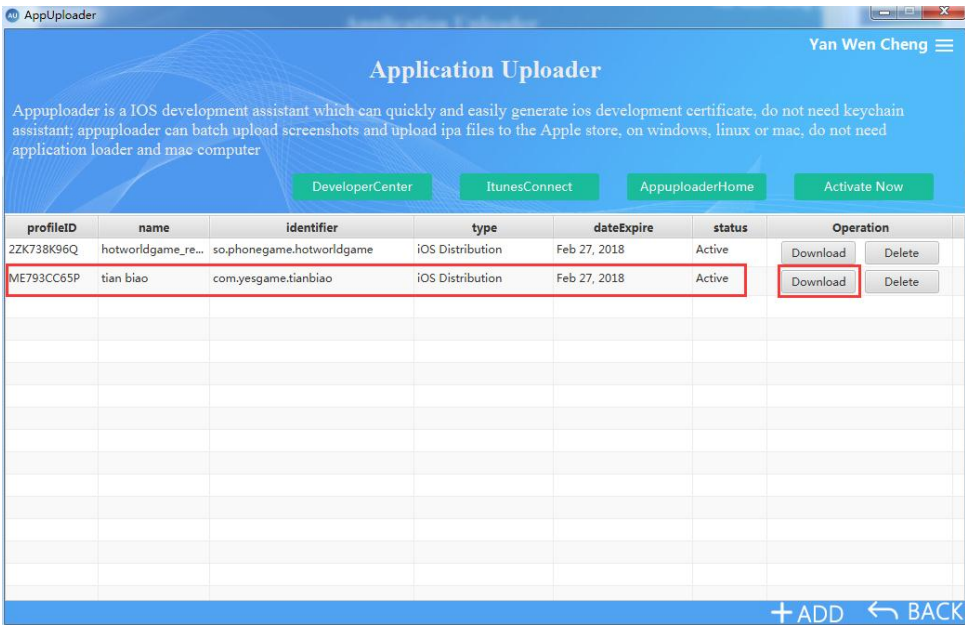 AU AppUploader
Yan Wen Cheng
Application Uploader
Appuploader is a IOS development assistant which can quickly and easily generate ios development certificate, do not need keychain
assistant; appuploader can batch upload screenshots and upload ipa files to the Apple store, on windows, linux or mac, do not need
application loader and mac computer
DeveloperCenter ItunesConnect AppuploaderHome Activate Now
profileID name identifier type dateExpire status Operation
2ZK738K96Q hotworldgame_re... so.phonegame.hotworldgame iOS Distribution Feb 27, 2018 Active Download Delete
ME793CC65P tian biao com.yesgame.tianbiao iOS Distribution Feb 27, 2018 Active Download Delete
ADD BACK